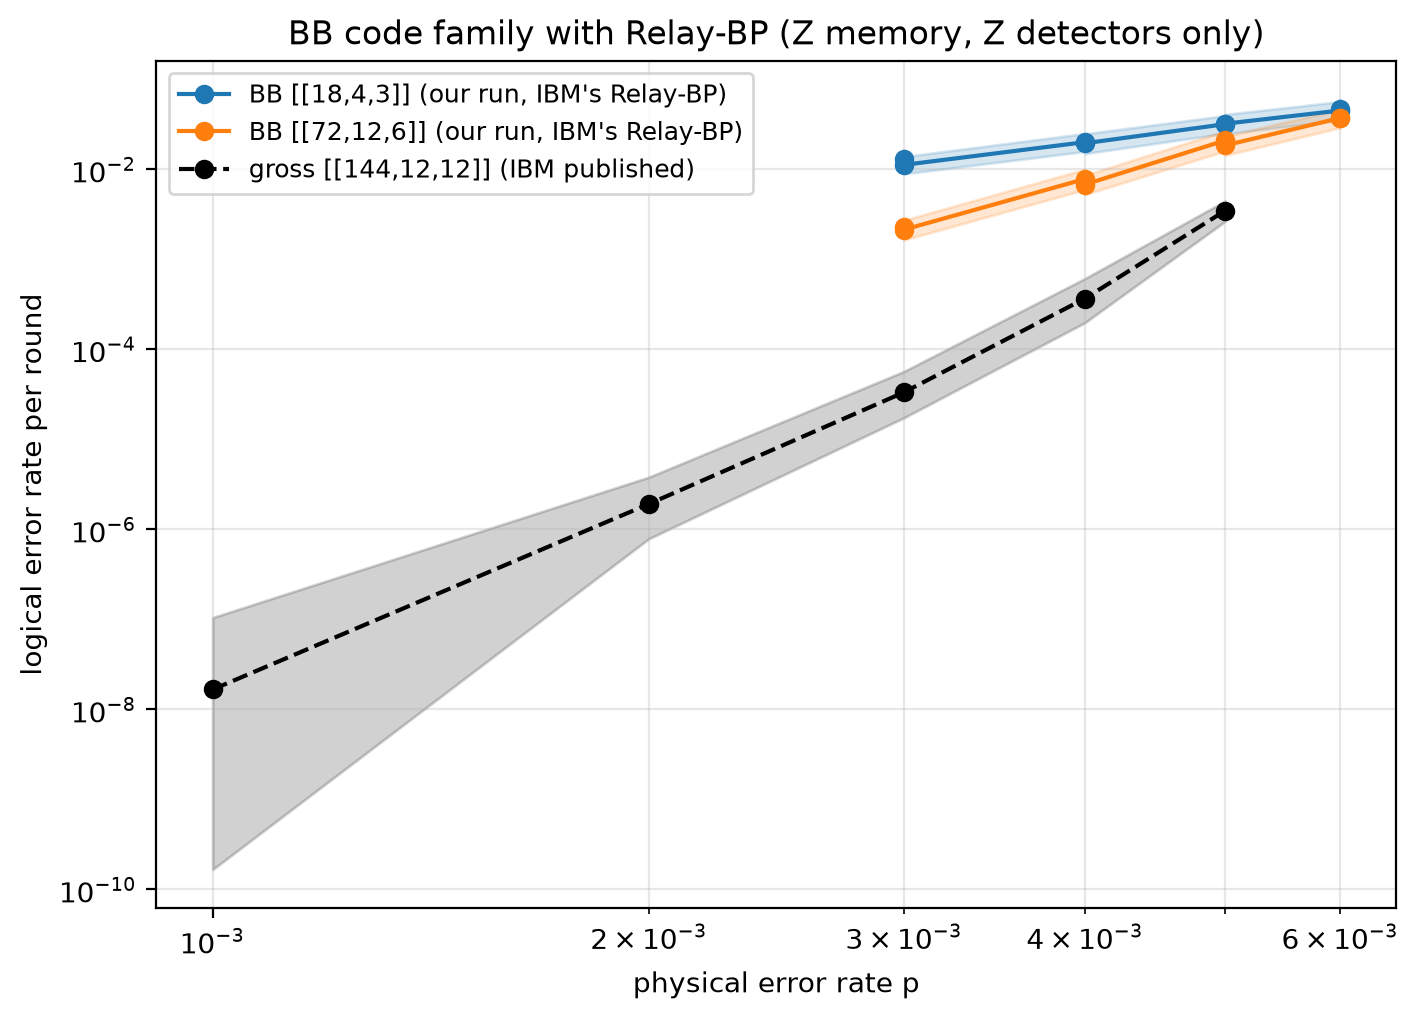 BB code family with Relay-BP (Z memory, Z detectors only)
BB [[18,4,3]] (our run, IBM's Relay-BP)
BB [[72,12,6]] (our run, IBM's Relay-BP)
gross [[144,12,12]] (IBM published)
logical error rate per round
10⁻²
10⁻⁴
10⁻⁶
10⁻⁸
10⁻¹⁰
10⁻³
2 × 10⁻³
3 × 10⁻³
4 × 10⁻³
6 × 10⁻³
physical error rate p